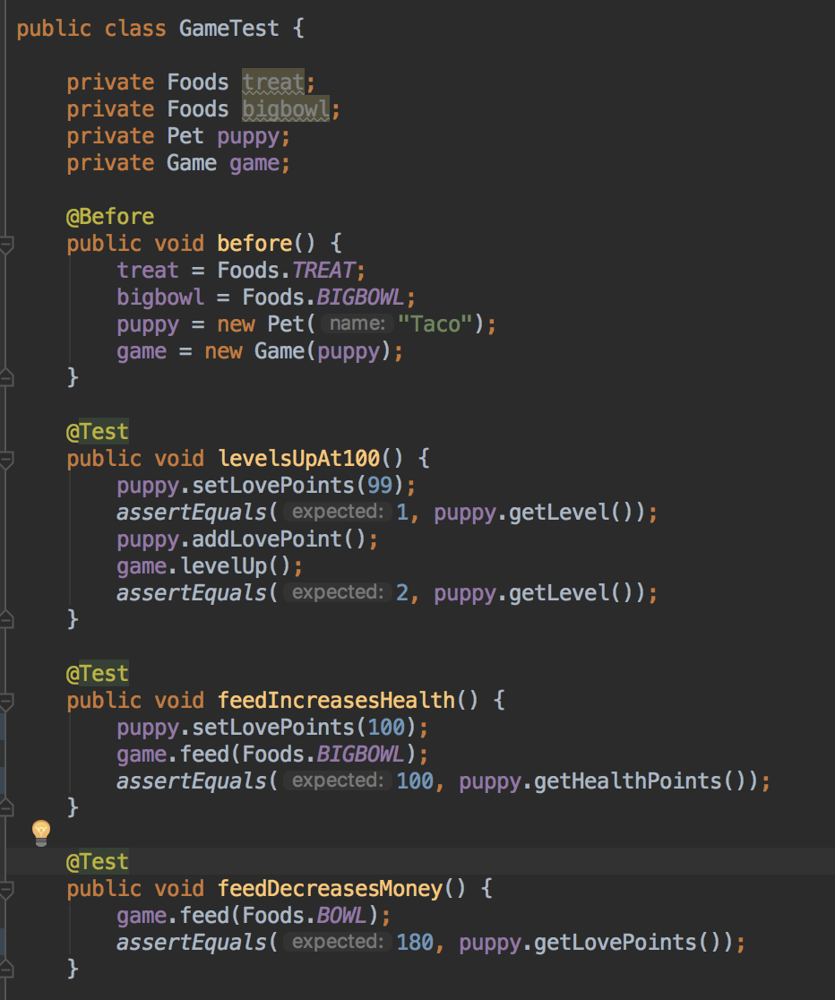 public class GameTest {
private Foods treat;
private Foods bigbowl;
private Pet puppy;
private Game game;
@Before
public void before() {
treat = Foods.TREAT;
bigbowl = Foods.BIGBOWL;
puppy = new Pet( name: "Taco");
game = new Game(puppy);
}
@Test
public void levelsUpAt100() {
puppy.setLovePoints(99);
assertEquals( expected: 1, puppy.getLevel());
puppy.addLovePoint();
game.levelUp();
assertEquals( expected: 2, puppy.getLevel());
}
@Test
public void feedIncreasesHealth() {
puppy.setLovePoints(100);
game.feed(Foods.BIGBOWL);
assertEquals( expected: 100, puppy.getHealthPoints());
}
@Test
public void feedDecreasesMoney() {
game.feed(Foods.BOWL);
assertEquals( expected: 180, puppy.getLovePoints());
}